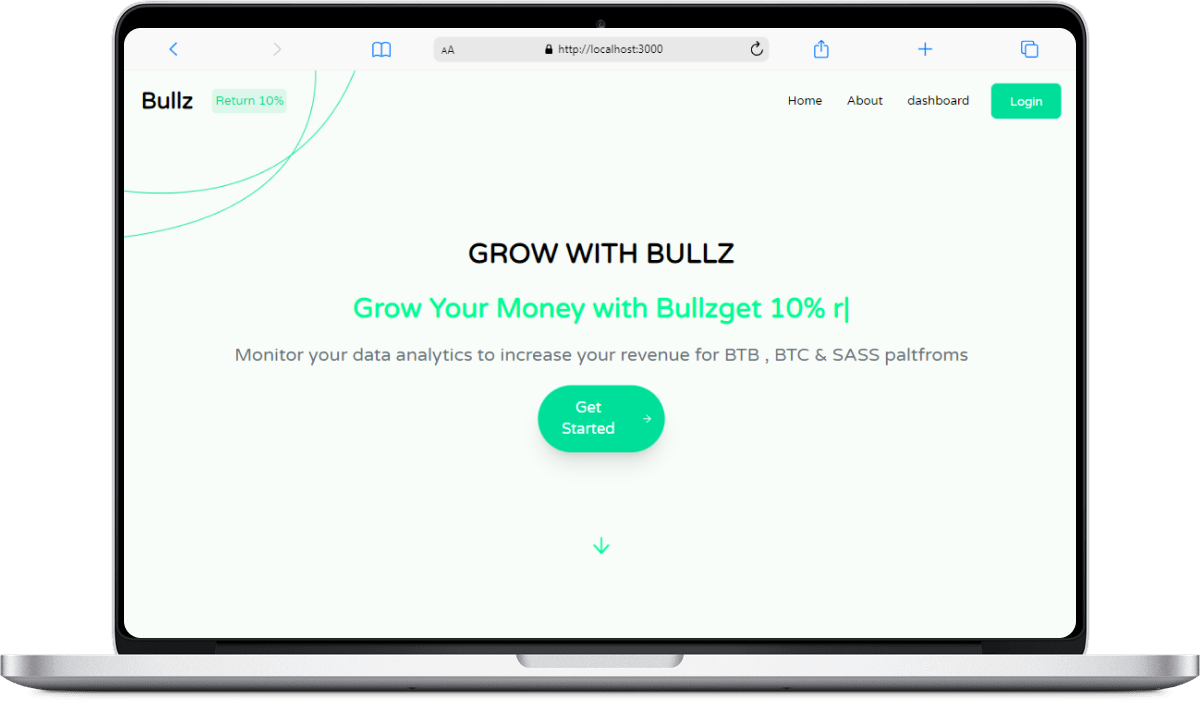 AA http://localhost:3000
Bullz Return 10% Home About dashboard Login
GROW WITH BULLZ
Grow Your Money with Bullzget 10% r|
Monitor your data analytics to increase your revenue for BTB , BTC & SASS paltfroms
Get
Started